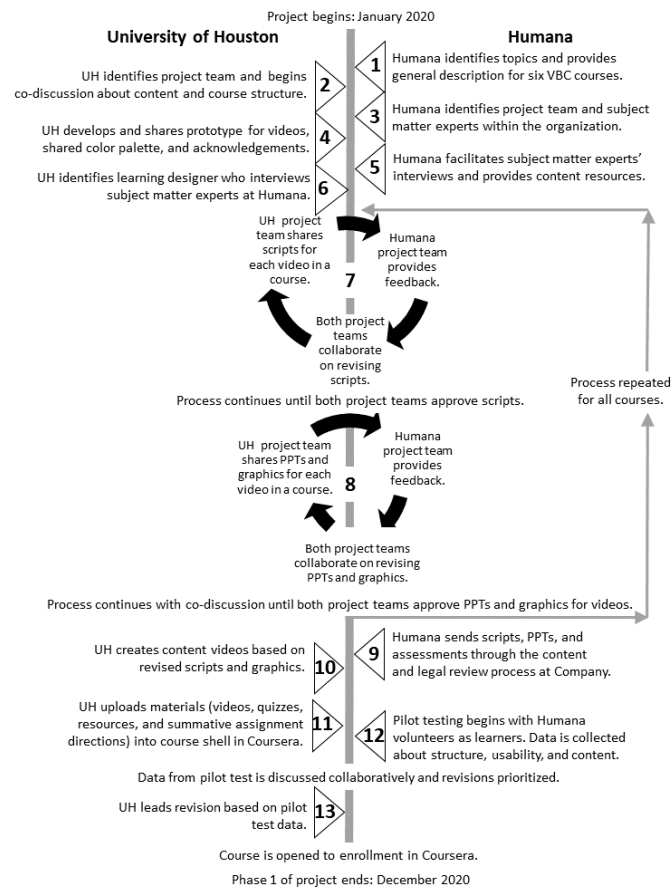 Project begins: January 2020
University of Houston
Humana
1
Humana identifies topics and provides
general description for six VBC courses.
UH identifies project team and begins
co-discussion about content and course structure.
2
3
Humana identifies project team and subject
matter experts within the organization.
UH develops and shares prototype for videos,
shared color palette, and acknowledgements.
4
5
Humana facilitates subject matter experts’
interviews and provides content resources.
UH identifies learning designer who interviews
subject matter experts at Humana.
6
UH project
team shares
scripts for
each video in a
course.
Humana
project team
provides
feedback.
7
Both project
teams
collaborate
on revising
scripts.
Process repeated
for all courses.
Process continues until both project teams approve scripts.
UH project team
shares PPTs and
graphics for each
video in a course.
Humana
project team
provides
feedback.
8
Both project teams
collaborate on revising
PPTs and graphics.
Process continues with co-discussion until both project teams approve PPTs and graphics for videos.
9
Humana sends scripts, PPTs, and
assessments through the content
and legal review process at Company.
UH creates content videos based on
revised scripts and graphics.
10
UH uploads materials (videos, quizzes,
resources, and summative assignment
directions) into course shell in Coursera.
11
12
Pilot testing begins with Humana
volunteers as learners. Data is collected
about structure, usability, and content.
Data from pilot test is discussed collaboratively and revisions prioritized.
UH leads revision based on pilot
test data.
13
Course is opened to enrollment in Coursera.
Phase 1 of project ends: December 2020